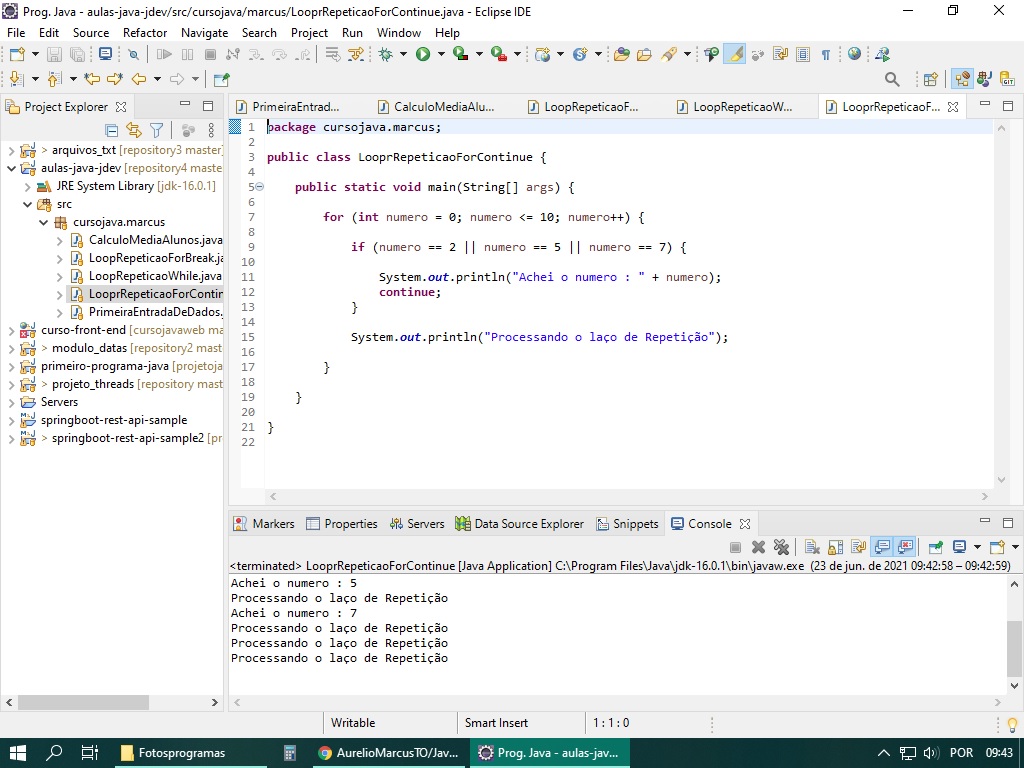 Prog. Java - aulas-java-jdev/src/cursojava/marcus/LooprRepeticaoForContinue.java - Eclipse IDE
File Edit Source Refactor Navigate Search Project Run Window Help
Project Explorer
PrimeiraEntrad... CalculoMediaAlu... LoopRepeticaoF... LoopRepeticaoW... LooprRepeticaoF...
> arquivos_txt [repository3 master]
aulas-java-jdev [repository4 maste
JRE System Library [jdk-16.0.1]
src
cursojava.marcus
CalculoMediaAlunos.java
LoopRepeticaoForBreak.ja
LoopRepeticaoWhile.java
LooprRepeticaoForContin
PrimeiraEntradaDeDados.
curso-front-end [cursojavaweb ma
> modulo_datas [repository2 mast
primeiro-programa-java [projetoja
> projeto_threads [repository mast
Servers
springboot-rest-api-sample
> springboot-rest-api-sample2 [pr
1 package cursojava.marcus;
2
3 public class LooprRepeticaoForContinue {
4
5 public static void main(String[] args) {
6
7 for (int numero = 0; numero <= 10; numero++) {
8
9 if (numero == 2 || numero == 5 || numero == 7) {
10
11 System.out.println("Achei o numero : " + numero);
12 continue;
13 }
14
15 System.out.println("Processando o laço de Repetição");
16
17 }
18
19 }
20
21 }
22
Markers Properties Servers Data Source Explorer Snippets Console
<terminated> LooprRepeticaoForContinue [Java Application] C:\Program Files\Java\jdk-16.0.1\bin\javaw.exe (23 de jun. de 2021 09:42:58 – 09:42:59)
Achei o numero : 5
Processando o laço de Repetição
Achei o numero : 7
Processando o laço de Repetição
Processando o laço de Repetição
Processando o laço de Repetição
Writable Smart Insert 1 : 1 : 0
Fotosprogramas AurelioMarcusTO/Jav... Prog. Java - aulas-jav... POR 09:43